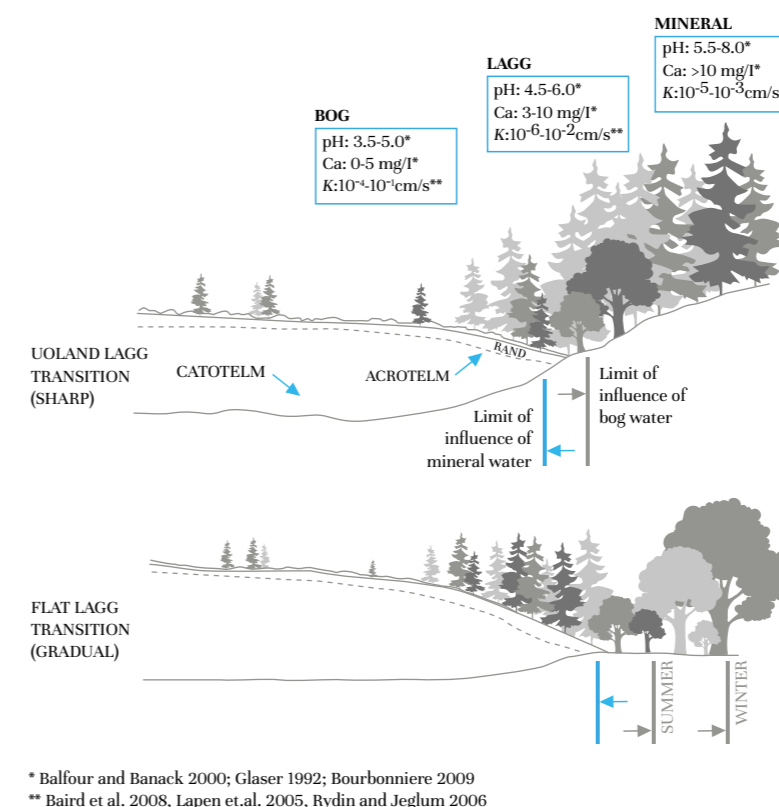 MINERAL
pH: 5.5-8.0*
Ca: >10 mg/I*
K:10⁻⁵-10⁻³cm/s
LAGG
pH: 4.5-6.0*
Ca: 3-10 mg/I*
K:10⁻⁶-10⁻²cm/s**
BOG
pH: 3.5-5.0*
Ca: 0-5 mg/I*
K:10⁻⁴-10⁻¹cm/s**
UOLAND LAGG
TRANSITION
(SHARP)
CATOTELM
ACROTELM
RAND
Limit of
influence of
mineral water
Limit of
influence of
bog water
FLAT LAGG
TRANSITION
(GRADUAL)
SUMMER
WINTER
* Balfour and Banack 2000; Glaser 1992; Bourbonniere 2009
** Baird et al. 2008, Lapen et.al. 2005, Rydin and Jeglum 2006